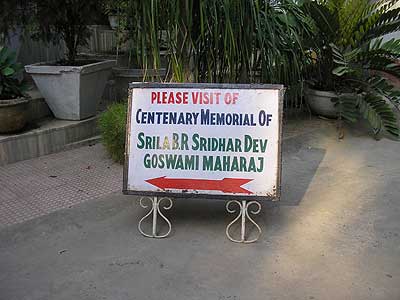 PLEASE VISIT OF
CENTENARY MEMORIAL OF
SRILA B.R SRIDHAR DEV
GOSWAMI MAHARAJ